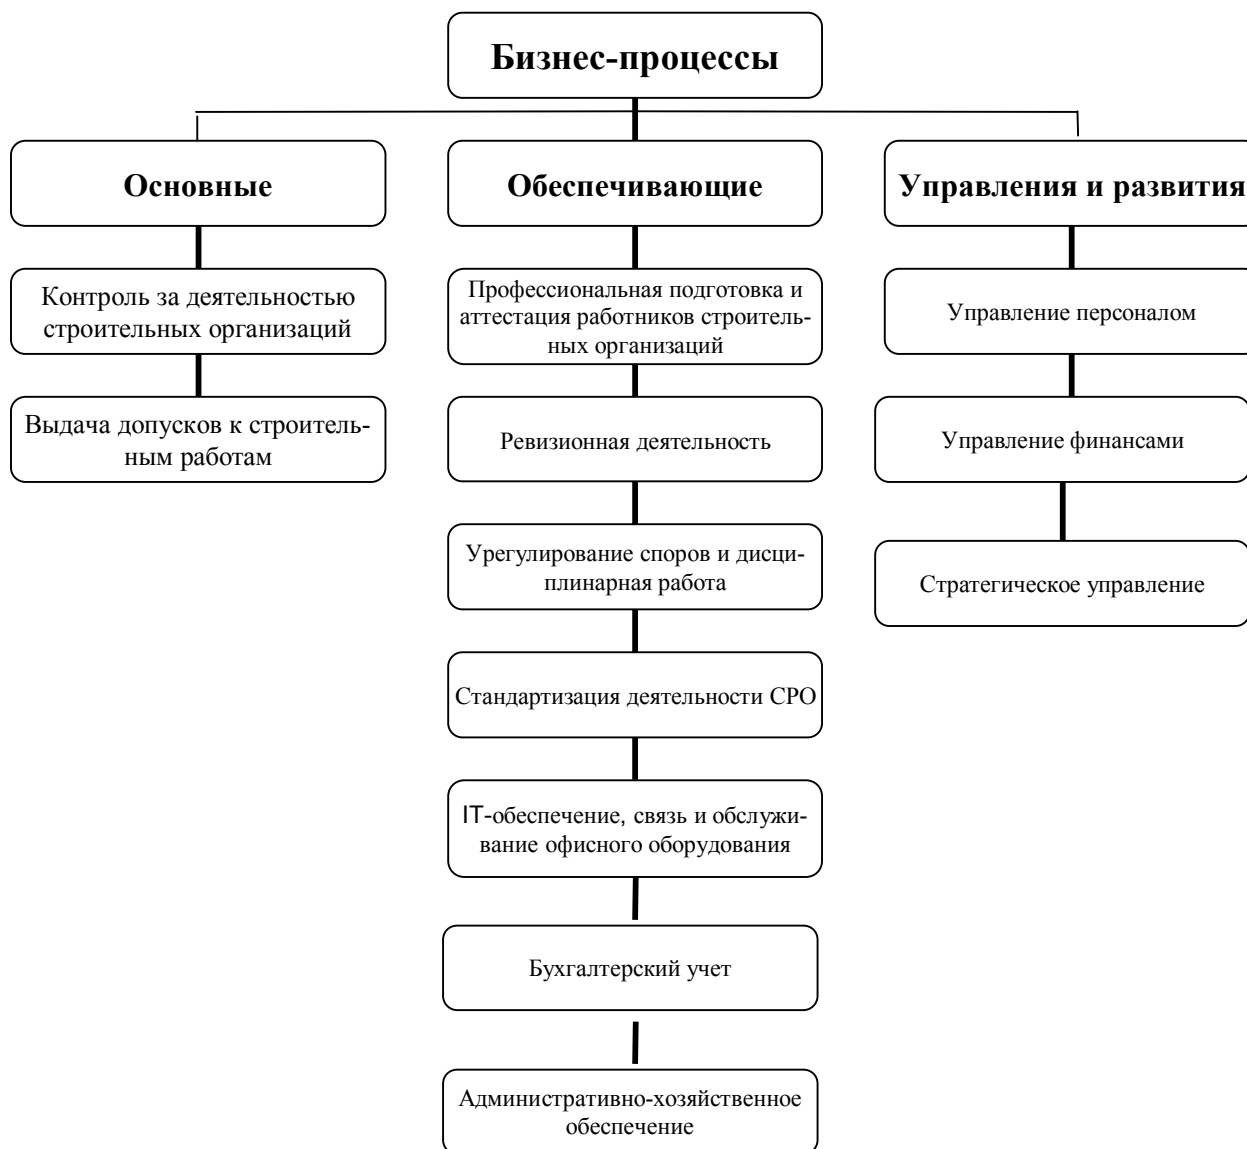 Бизнес-процессы
Основные
Обеспечивающие
Управления и развития
Контроль за деятельностью
строительных организаций
Профессиональная подготовка и
аттестация работников строитель-
ных организаций
Управление персоналом
Выдача допусков к строитель-
ным работам
Ревизионная деятельность
Управление финансами
Урегулирование споров и дисци-
плинарная работа
Стратегическое управление
Стандартизация деятельности СРО
IT-обеспечение, связь и обслужи-
вание офисного оборудования
Бухгалтерский учет
Административно-хозяйственное
обеспечение